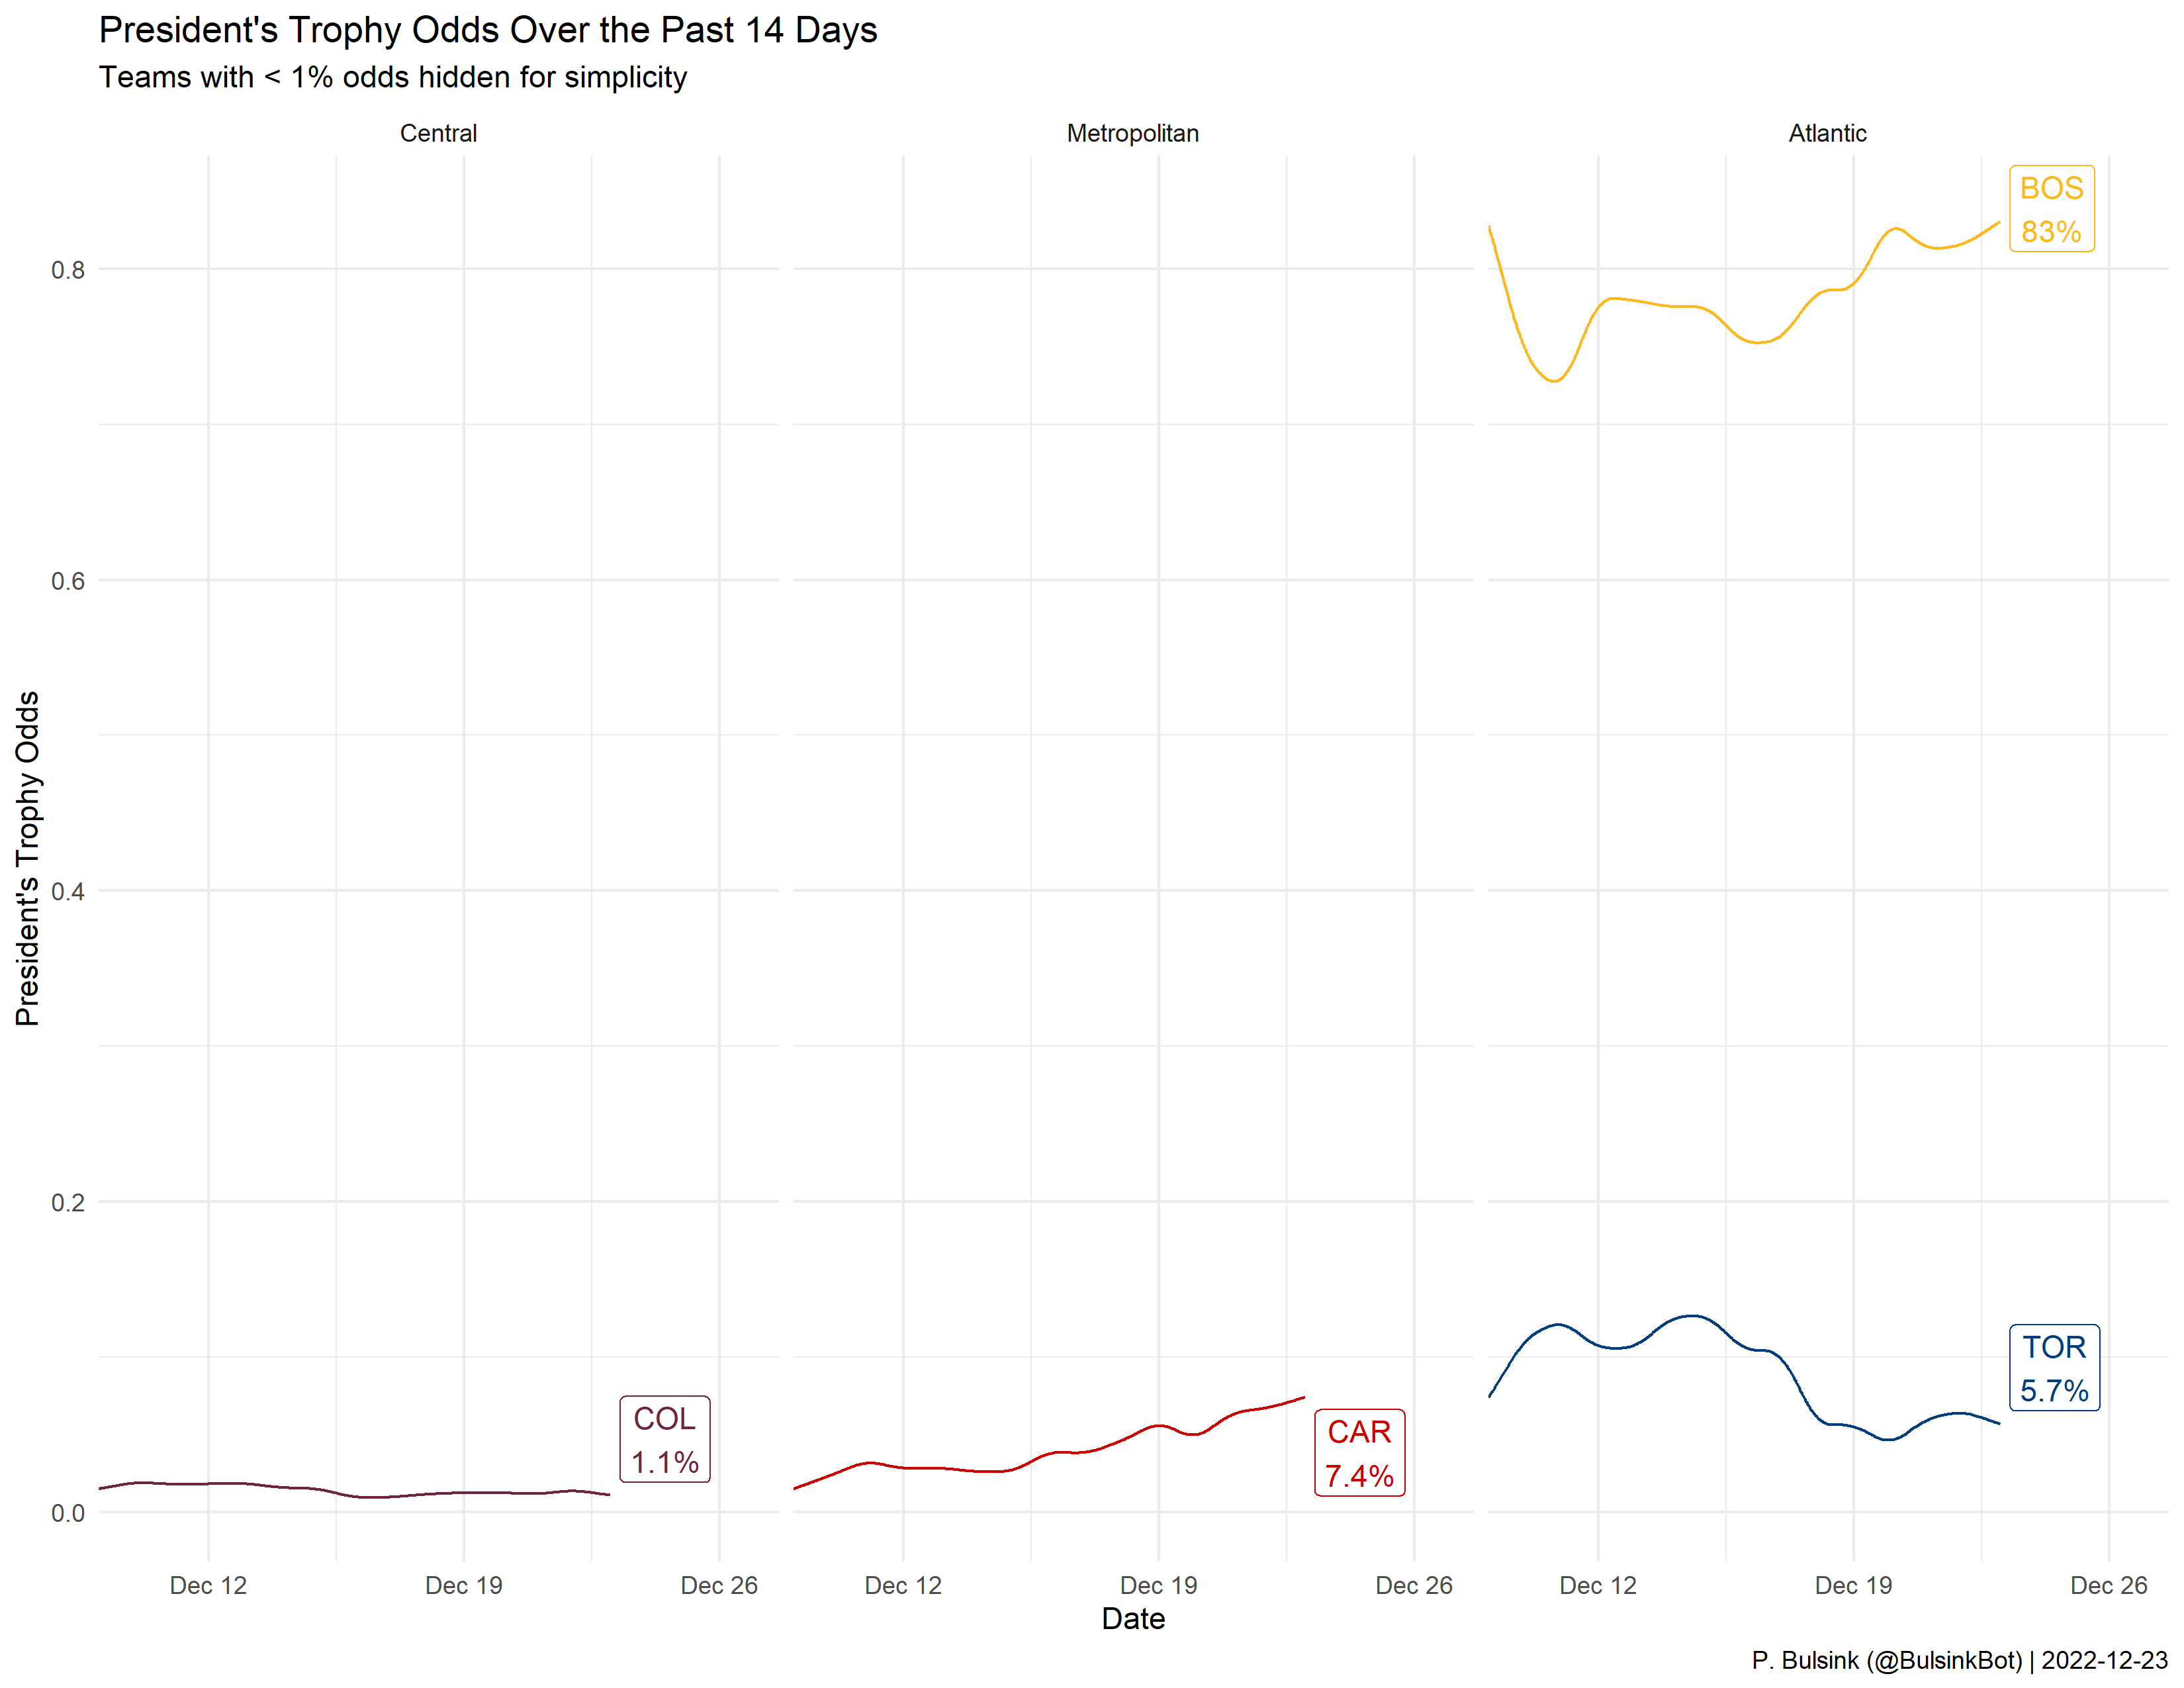 President's Trophy Odds Over the Past 14 Days
Teams with < 1% odds hidden for simplicity
Central
Metropolitan
Atlantic
President's Trophy Odds
0.8
0.6
0.4
0.2
0.0
COL
1.1%
CAR
7.4%
BOS
83%
TOR
5.7%
Dec 12
Dec 19
Dec 26
Dec 12
Dec 19
Dec 26
Dec 12
Dec 19
Dec 26
Date
P. Bulsink (@BulsinkBot) | 2022-12-23